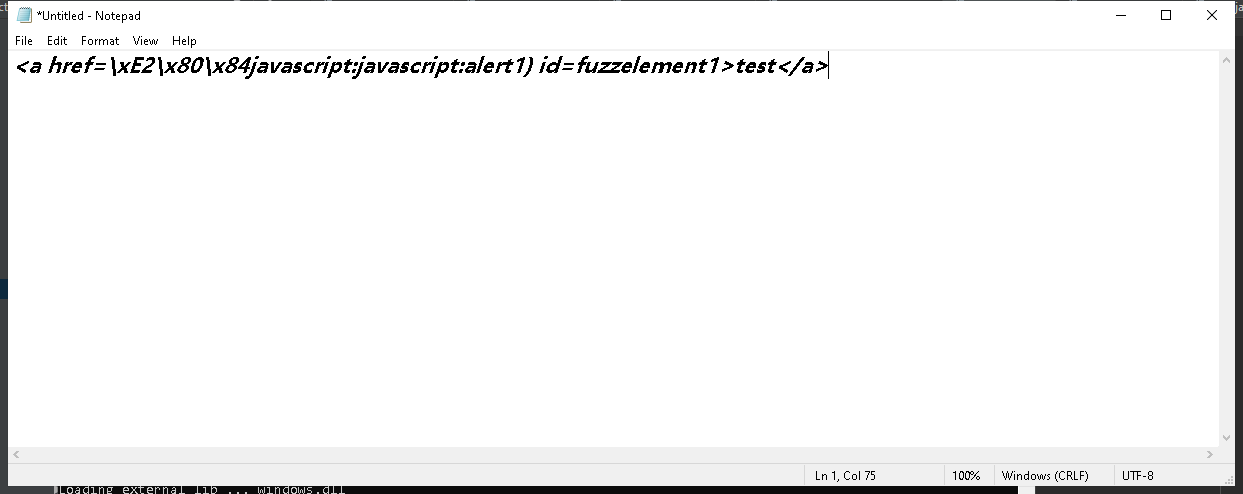 *Untitled - Notepad
File Edit Format View Help
<a href=\xE2\x80\x84javascript:javascript:alert1) id=fuzzelement1>test</a>
Ln 1, Col 75 100% Windows (CRLF) UTF-8
Loading external lib ... windows.dll